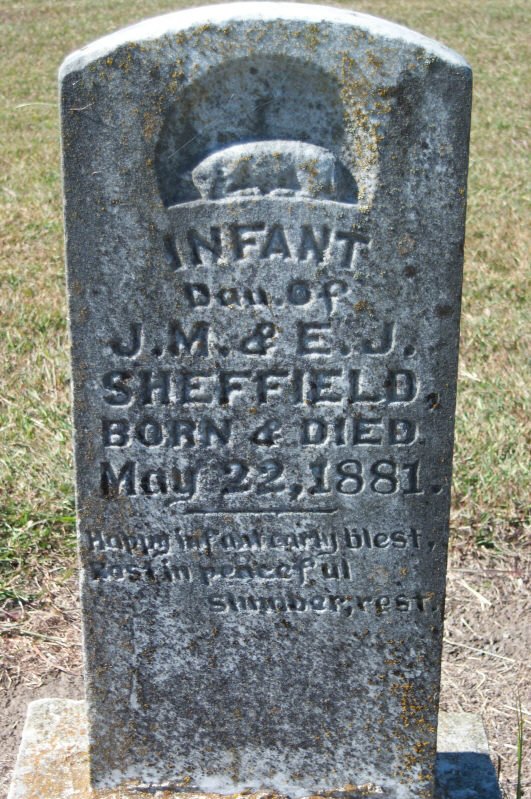 INFANT
Dau. Of
J.M. & E.J.
SHEFFIELD,
BORN & DIED.
May 22, 1881.
Happy infant early blest,
Rest in peaceful
slumber, rest.